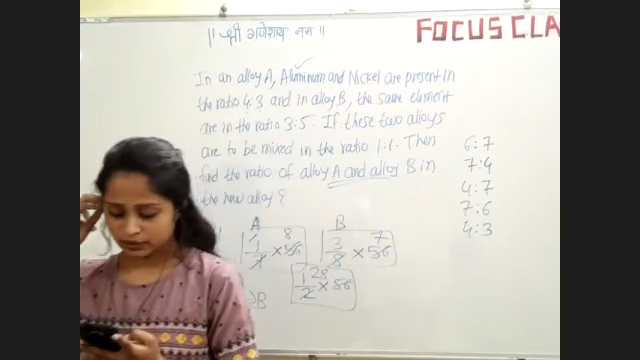 || श्री गणेशाय नमः ||
FOCUS CLA
In an alloy A, Aluminum and Nickel are present in
the ratio 4:3 and in alloy B, the same element
are in the ratio 3:5. If these two alloys
are to be mixed in the ratio 1:1. Then
find the ratio of alloy A and alloy B in
the new alloy ?
6:7
7:4
4:7
7:6
4:3
A B
8 7
3/8 × 56
28
1/2 × 56
B